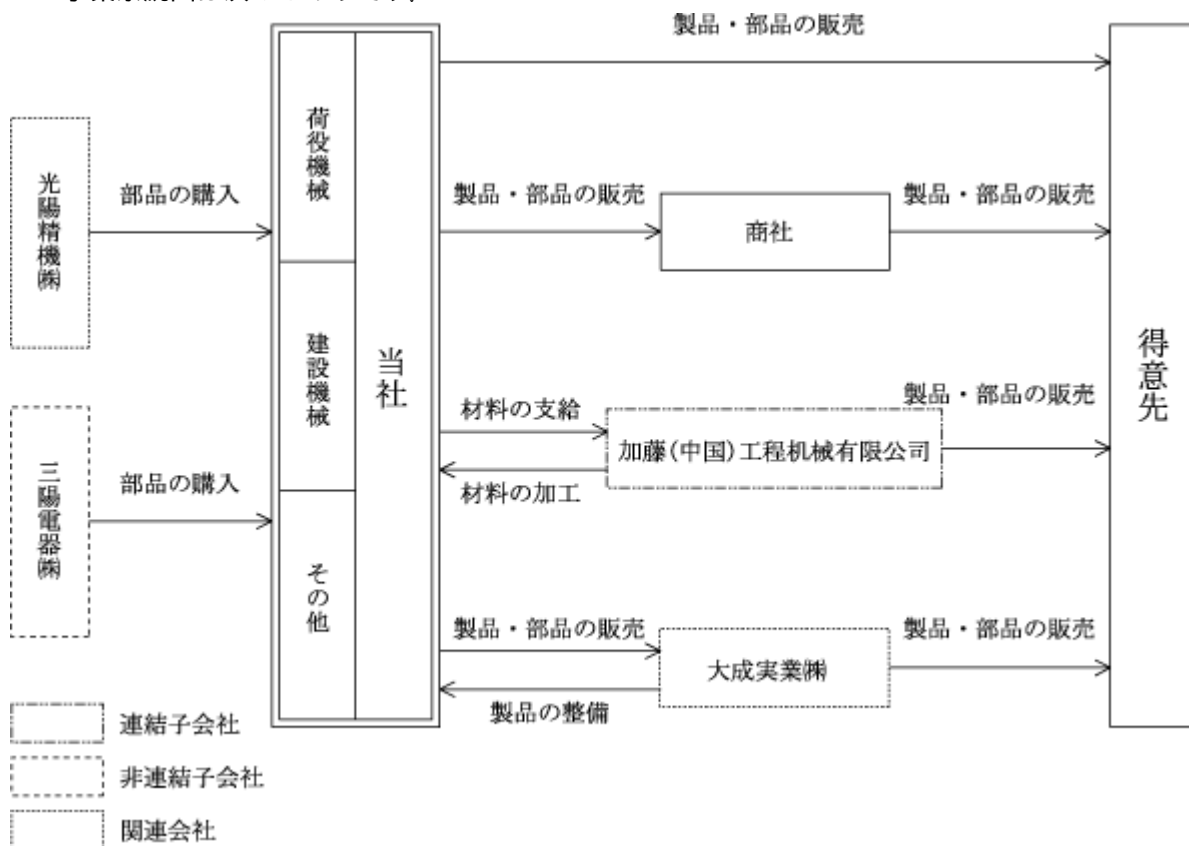 製品・部品の販売
荷役機械
光陽精機㈱
部品の購入
製品・部品の販売
商社
製品・部品の販売
建設機械
当社
得意先
材料の支給
加藤(中国)工程机械有限公司
製品・部品の販売
材料の加工
三陽電器㈱
部品の購入
その他
製品・部品の販売
大成実業㈱
製品・部品の販売
製品の整備
連結子会社
非連結子会社
関連会社